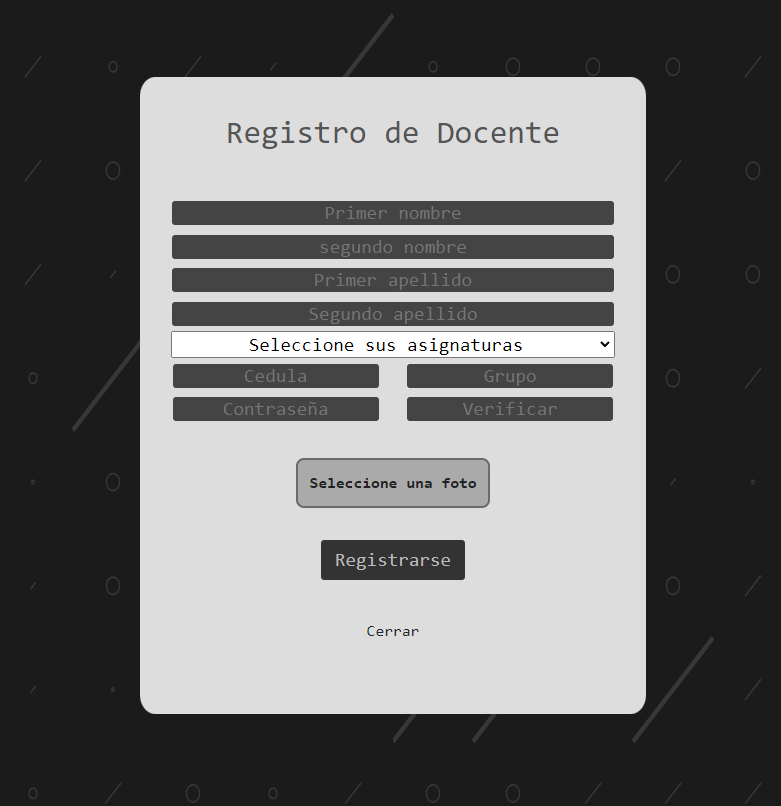 Registro de Docente
Primer nombre
segundo nombre
Primer apellido
Segundo apellido
Seleccione sus asignaturas
Cedula Grupo
Contraseña Verificar
Seleccione una foto
Registrarse
Cerrar